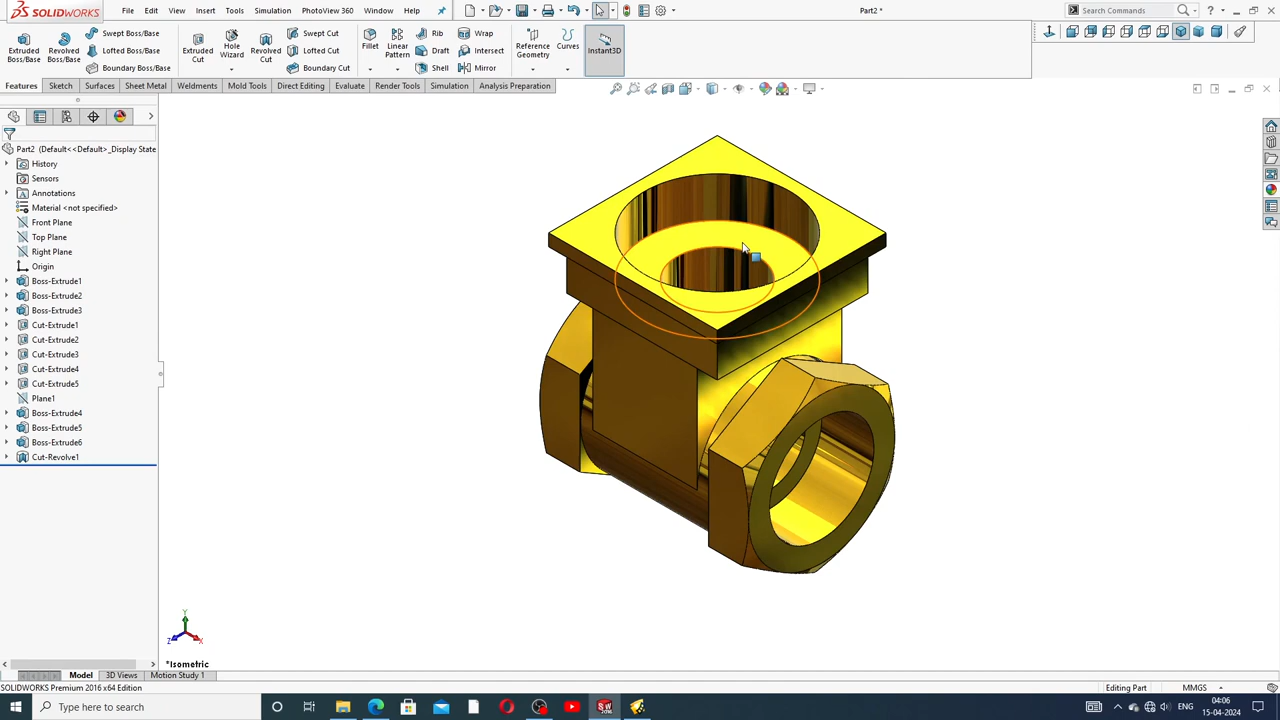 SOLIDWORKS File Edit View Insert Tools Simulation PhotoView 360 Window Help Part2 * Search Commands
Extruded Boss/Base
Revolved Boss/Base
Swept Boss/Base
Lofted Boss/Base
Boundary Boss/Base
Extruded Cut
Hole Wizard
Revolved Cut
Swept Cut
Lofted Cut
Boundary Cut
Fillet
Linear Pattern
Rib
Draft
Shell
Wrap
Intersect
Mirror
Reference Geometry
Curves
Instant3D
Features Sketch Surfaces Sheet Metal Weldments Mold Tools Direct Editing Evaluate Render Tools Simulation Analysis Preparation
Part2 (Default<<Default>_Display State
History
Sensors
Annotations
Material <not specified>
Front Plane
Top Plane
Right Plane
Origin
Boss-Extrude1
Boss-Extrude2
Boss-Extrude3
Cut-Extrude1
Cut-Extrude2
Cut-Extrude3
Cut-Extrude4
Cut-Extrude5
Plane1
Boss-Extrude4
Boss-Extrude5
Boss-Extrude6
Cut-Revolve1
Y
Z X
*Isometric
Model 3D Views Motion Study 1
SOLIDWORKS Premium 2016 x64 Edition Editing Part MMGS
Type here to search ENG 04:06
15-04-2024